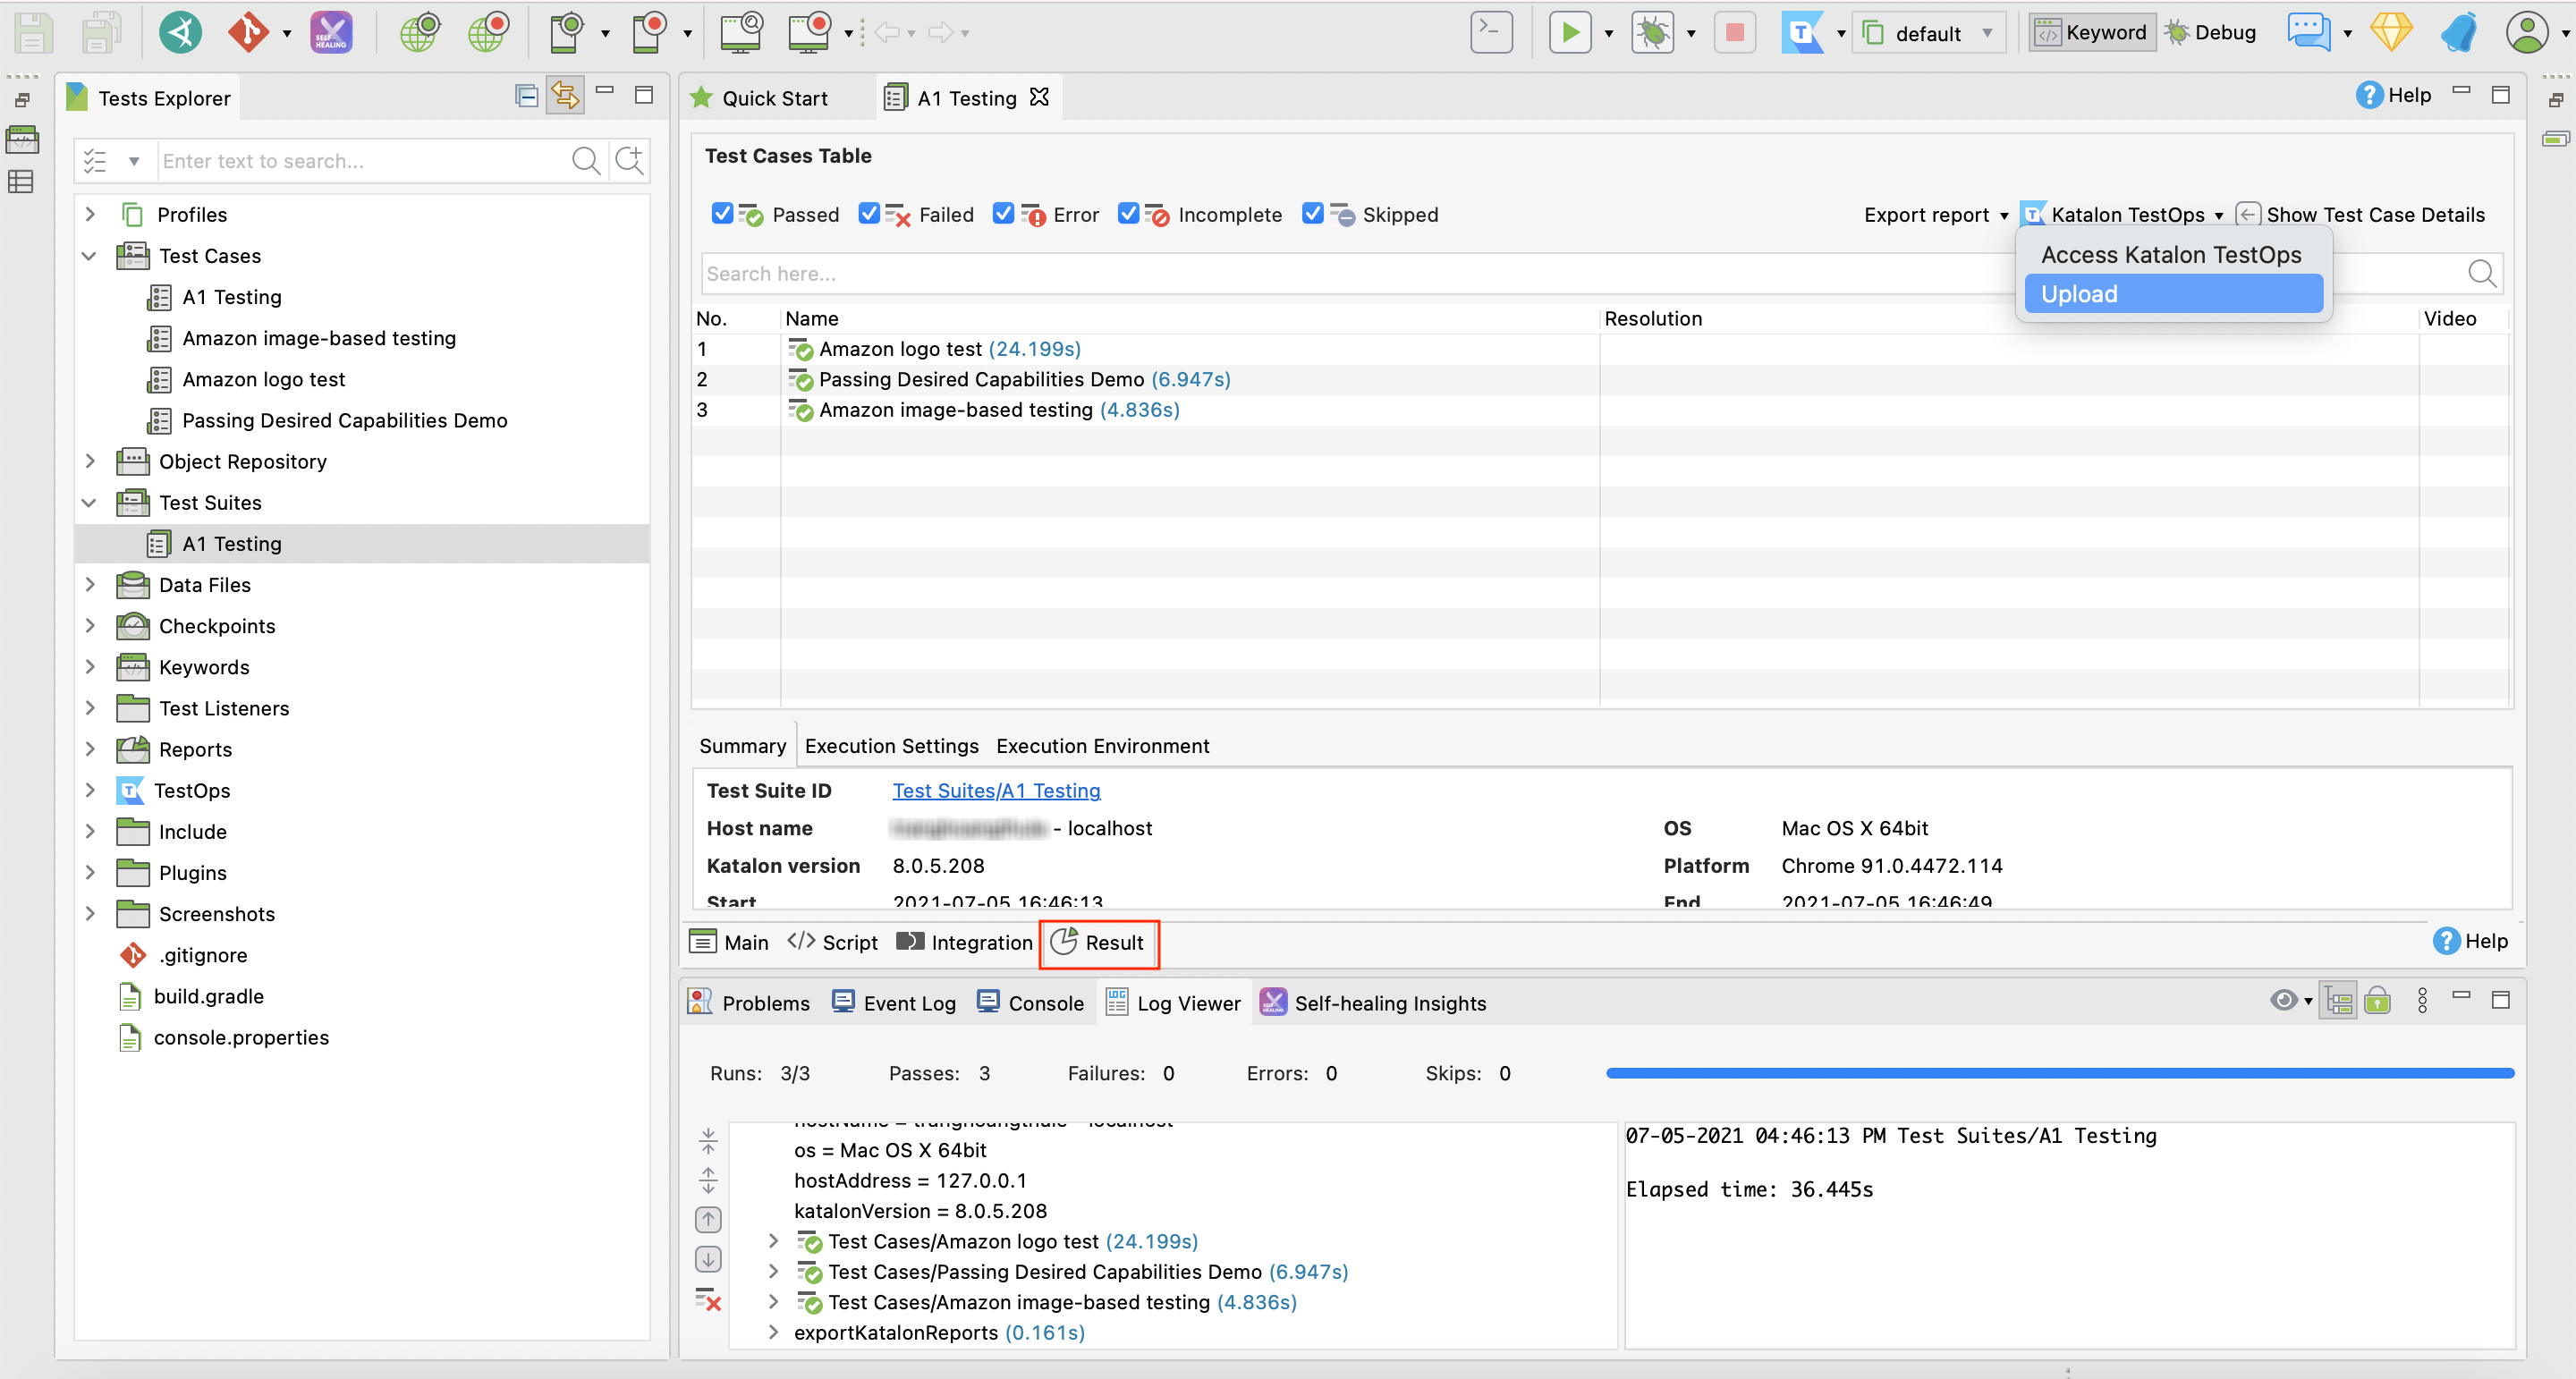 SELF HEALING
default
Keyword
Debug
Tests Explorer
Enter text to search...
Profiles
Test Cases
A1 Testing
Amazon image-based testing
Amazon logo test
Passing Desired Capabilities Demo
Object Repository
Test Suites
A1 Testing
Data Files
Checkpoints
Keywords
Test Listeners
Reports
TestOps
Include
Plugins
Screenshots
.gitignore
build.gradle
console.properties
Quick Start
A1 Testing
Help
Test Cases Table
Passed Failed Error Incomplete Skipped
Export report Katalon TestOps Show Test Case Details
Access Katalon TestOps
Upload
Search here...
No. Name Resolution Video
1 Amazon logo test (24.199s)
2 Passing Desired Capabilities Demo (6.947s)
3 Amazon image-based testing (4.836s)
Summary Execution Settings Execution Environment
Test Suite ID Test Suites/A1 Testing
Host name - localhost OS Mac OS X 64bit
Katalon version 8.0.5.208 Platform Chrome 91.0.4472.114
Start 2021-07-05 16:46:13 End 2021-07-05 16:46:49
Main Script Integration Result Help
Problems Event Log Console Log Viewer Self-healing Insights
Runs: 3/3 Passes: 3 Failures: 0 Errors: 0 Skips: 0
os = Mac OS X 64bit
hostAddress = 127.0.0.1
katalonVersion = 8.0.5.208
Test Cases/Amazon logo test (24.199s)
Test Cases/Passing Desired Capabilities Demo (6.947s)
Test Cases/Amazon image-based testing (4.836s)
exportKatalonReports (0.161s)
07-05-2021 04:46:13 PM Test Suites/A1 Testing
Elapsed time: 36.445s